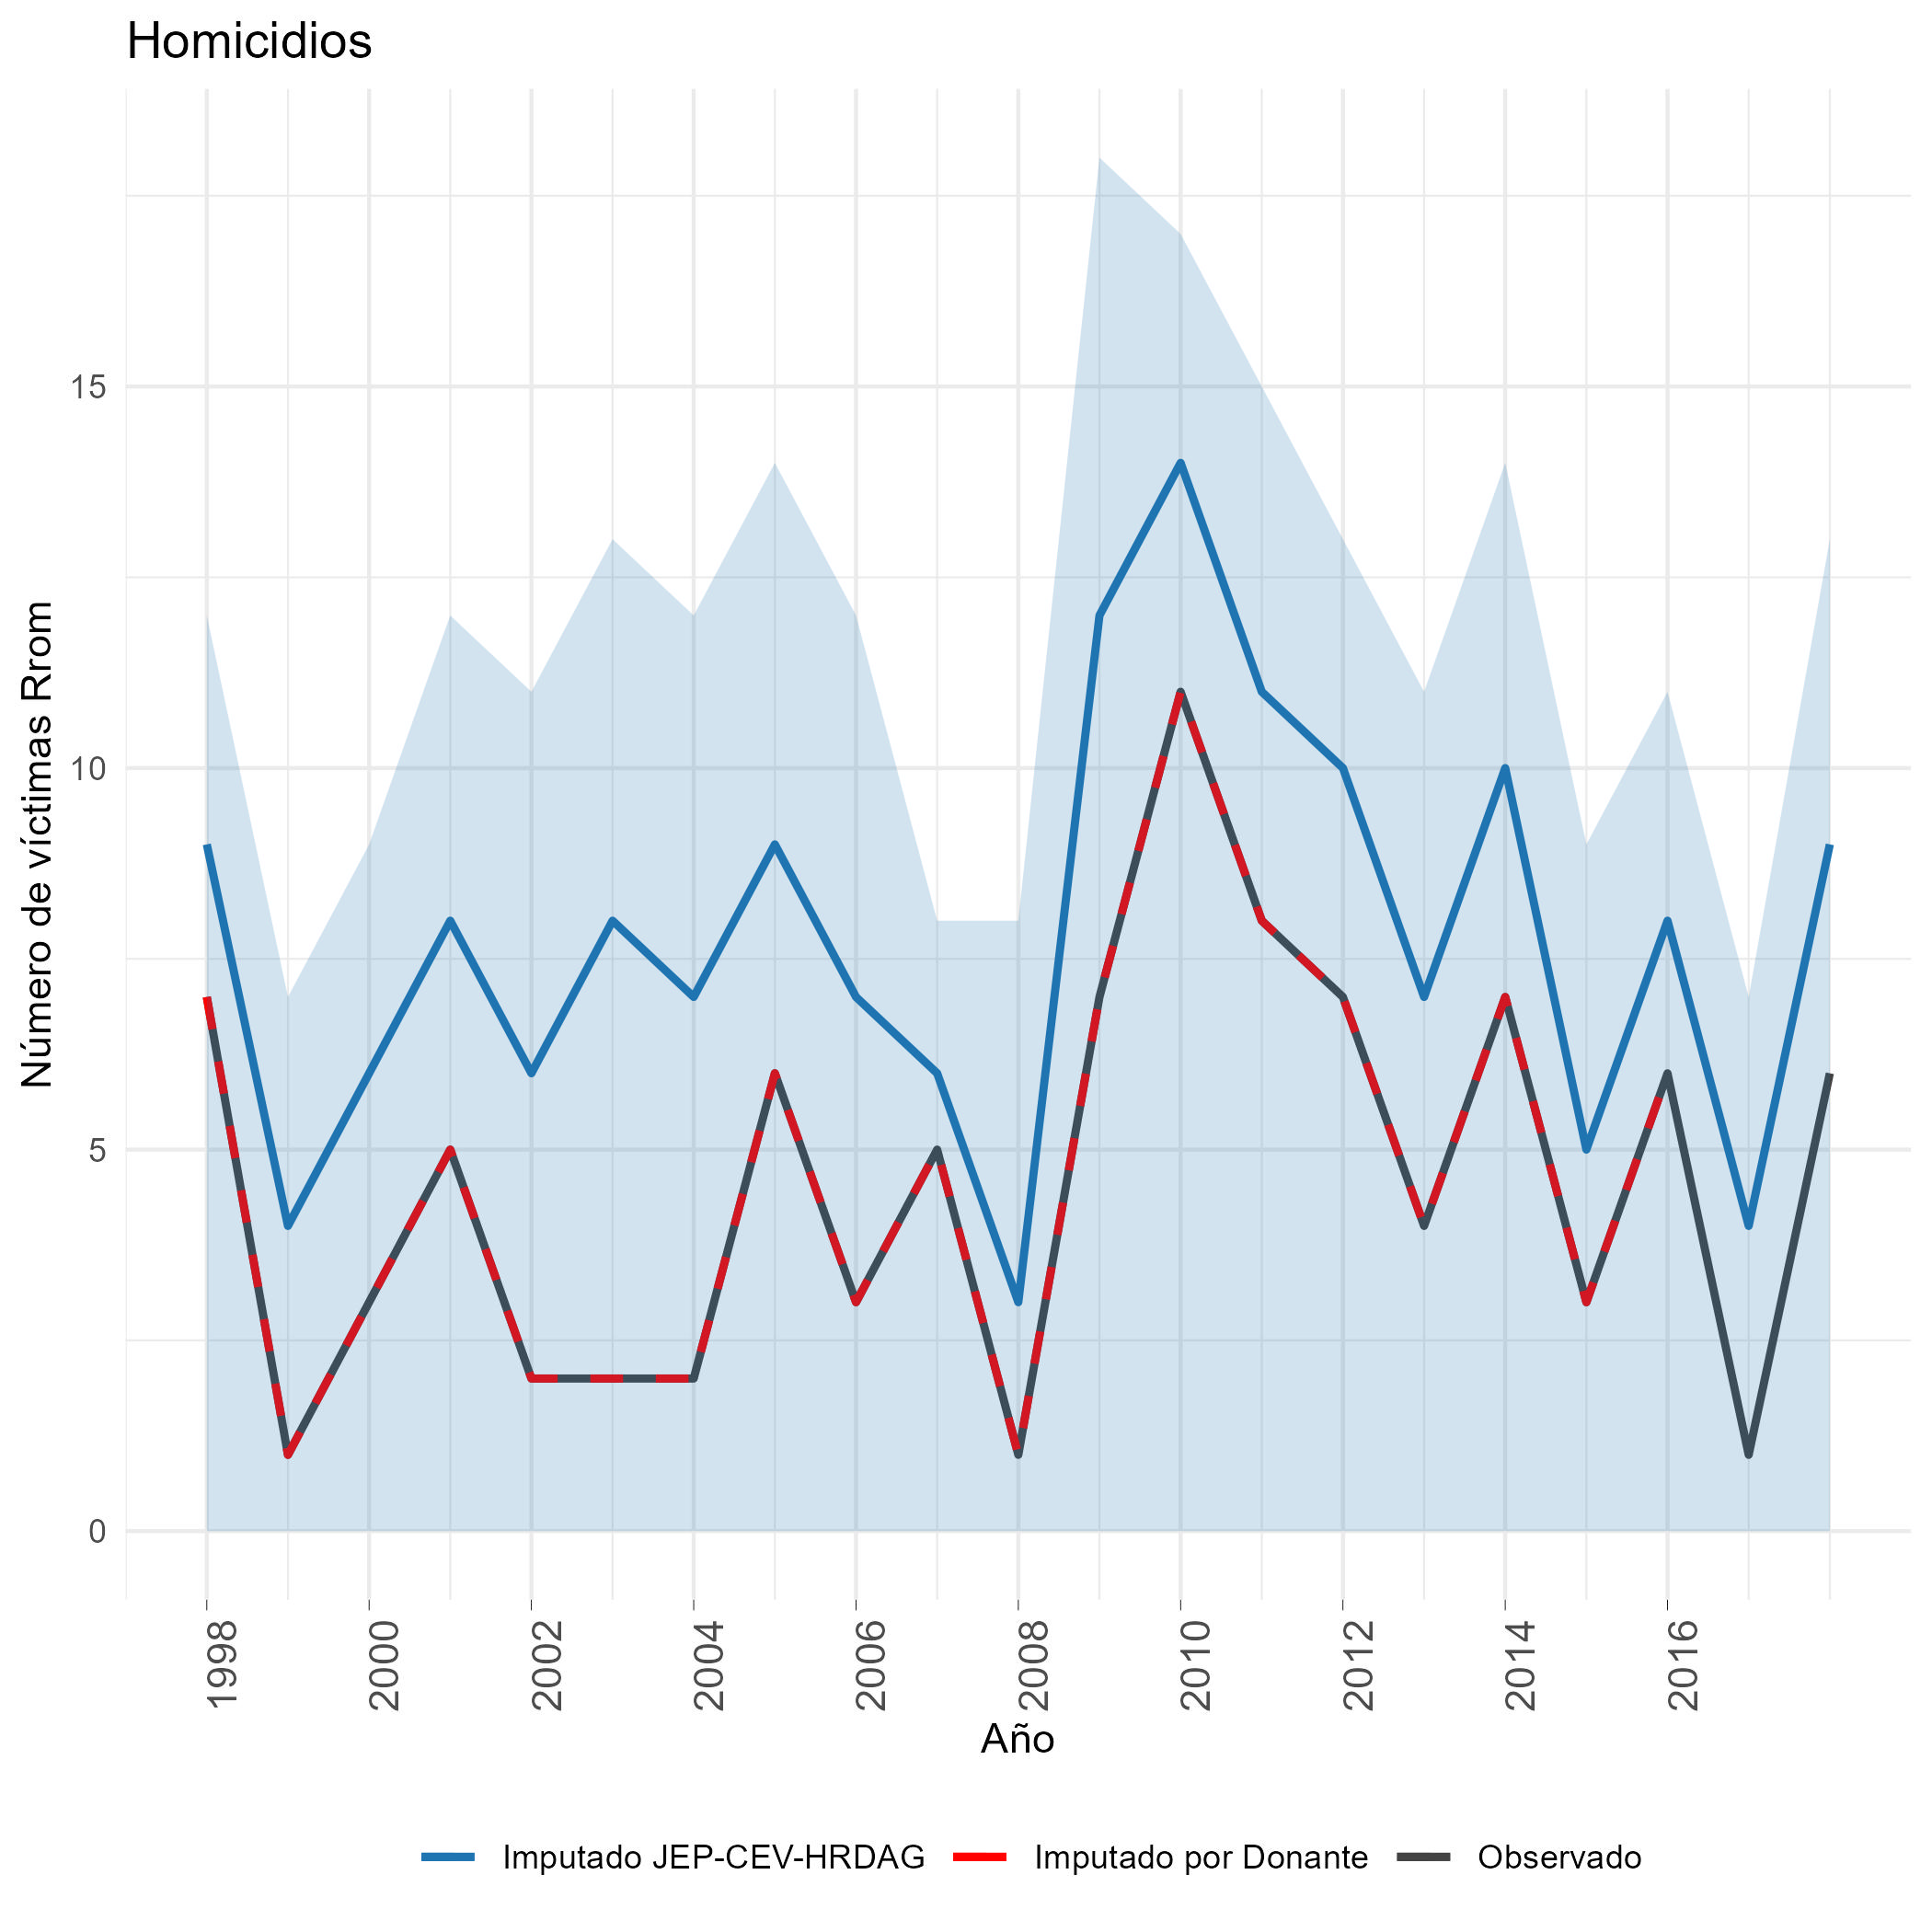 Homicidios
Número de víctimas Rrom
15
10
5
0
1998
2000
2002
2004
2006
2008
2010
2012
2014
2016
Año
Imputado JEP-CEV-HRDAG
Imputado por Donante
Observado